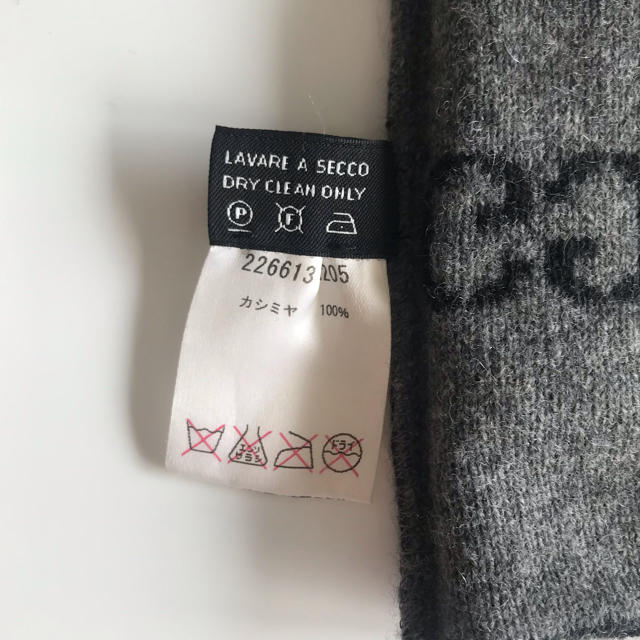 LAVARE A SECCO
DRY CLEAN ONLY
P F
226613 205
カシミヤ 100%
エンソ サラシ ドライ